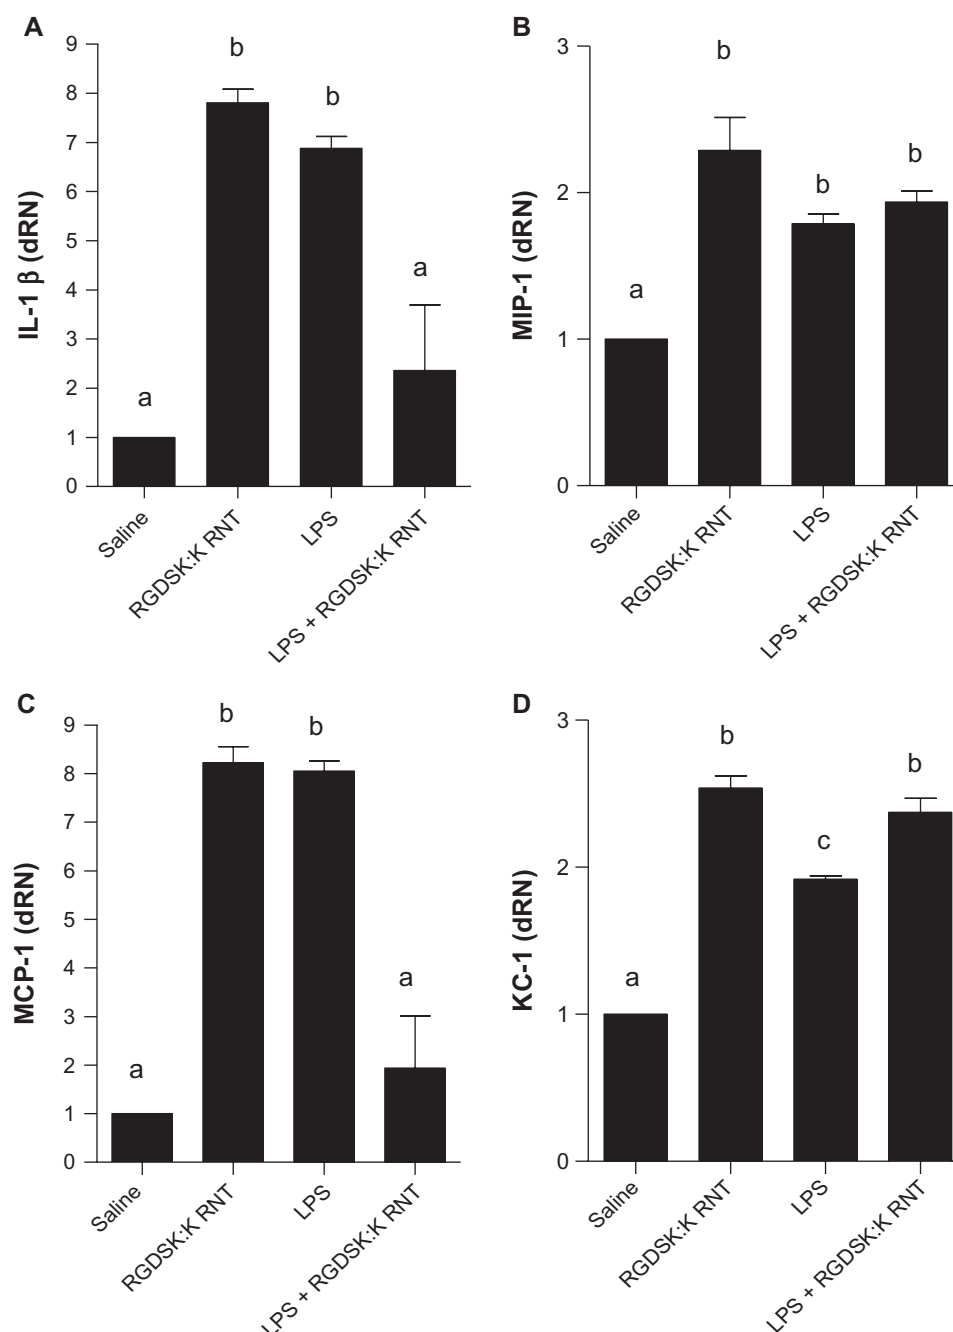 A
IL-1 β (dRN)
9
8
7
6
5
4
3
2
1
0
a
b
b
a
Saline
RGDSK:K RNT
LPS
LPS + RGDSK:K RNT
B
MIP-1 (dRN)
3
2
1
0
a
b
b
b
Saline
RGDSK:K RNT
LPS
LPS + RGDSK:K RNT
C
MCP-1 (dRN)
9
8
7
6
5
4
3
2
1
0
a
b
b
a
Saline
RGDSK:K RNT
LPS
LPS + RGDSK:K RNT
D
KC-1 (dRN)
3
2
1
0
a
b
c
b
Saline
RGDSK:K RNT
LPS
LPS + RGDSK:K RNT